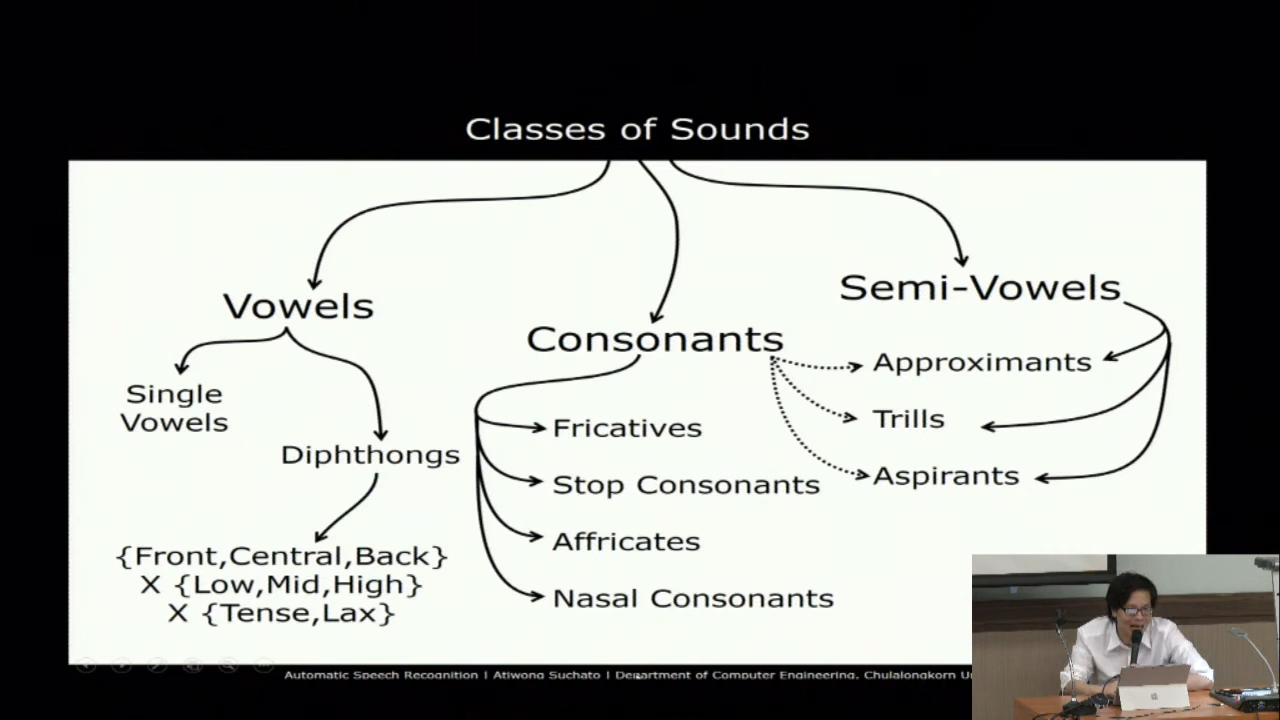 Classes of Sounds
Vowels
Single
Vowels
Diphthongs
{Front,Central,Back}
X {Low,Mid,High}
X {Tense,Lax}
Consonants
Fricatives
Stop Consonants
Affricates
Nasal Consonants
Semi-Vowels
Approximants
Trills
Aspirants
Automatic Speech Recognition | Atiwong Suchato | Department of Computer Engineering, Chulalongkorn